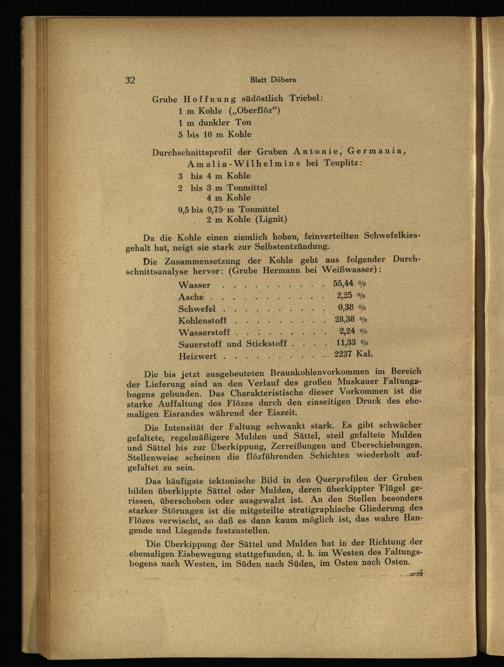 32
Blatt Döbern
Grube Hoffnung südöstlich Triebel:
1 m Kohle („Oberflöz“)
1 m dunkler Ton
5 bis 10 m Kohle
Durchschnittsprofil der Gruben Antonie, Germania,
Amalia-Wilhelmine bei Teuplitz:
3 bis 4 m Kohle
2 bis 3 m Tonmittel
4 m Kohle
0,5 bis 0,75 m Tonmittel
2 m Kohle (Lignit)
Da die Kohle einen ziemlich hohen, feinverteilten Schwefelkies-
gehalt hat, neigt sie stark zur Selbstentzündung.
Die Zusammensetzung der Kohle geht aus folgender Durch-
schnittsanalyse hervor: (Grube Hermann bei Weißwasser):
Wasser . . . . . . . . . . 55,44 %
Asche . . . . . . . . . . . 2,25 %
Schwefel . . . . . . . . . 0,38 %
Kohlenstoff . . . . . . . . 28,38 %
Wasserstoff . . . . . . . . 2,24 %
Sauerstoff und Stickstoff . . . . 11,33 %
Heizwert . . . . . . . . . . 2237 Kal.
Die bis jetzt ausgebeuteten Braunkohlenvorkommen im Bereich
der Lieferung sind an den Verlauf des großen Muskauer Faltungs-
bogens gebunden. Das Charakteristische dieser Vorkommen ist die
starke Auffaltung des Flözes durch den einseitigen Druck des ehe-
maligen Eisrandes während der Eiszeit.
Die Intensität der Faltung schwankt stark. Es gibt schwächer
gefaltete, regelmäßigere Mulden und Sättel, steil gefaltete Mulden
und Sättel bis zur Überkippung, Zerreißungen und Überschiebungen.
Stellenweise scheinen die flözführenden Schichten wiederholt auf-
gefaltet zu sein.
Das häufigste tektonische Bild in den Querprofilen der Gruben
bilden überkippte Sättel oder Mulden, deren überkippter Flügel ge-
rissen, überschoben oder ausgewalzt ist. An den Stellen besonders
starker Störungen ist die mitgeteilte stratigraphische Gliederung des
Flözes verwischt, so daß es dann kaum möglich ist, das wahre Han-
gende und Liegende festzustellen.
Die Überkippung der Sättel und Mulden hat in der Richtung der
ehemaligen Eisbewegung stattgefunden, d. h. im Westen des Faltungs-
bogens nach Westen, im Süden nach Süden, im Osten nach Osten.